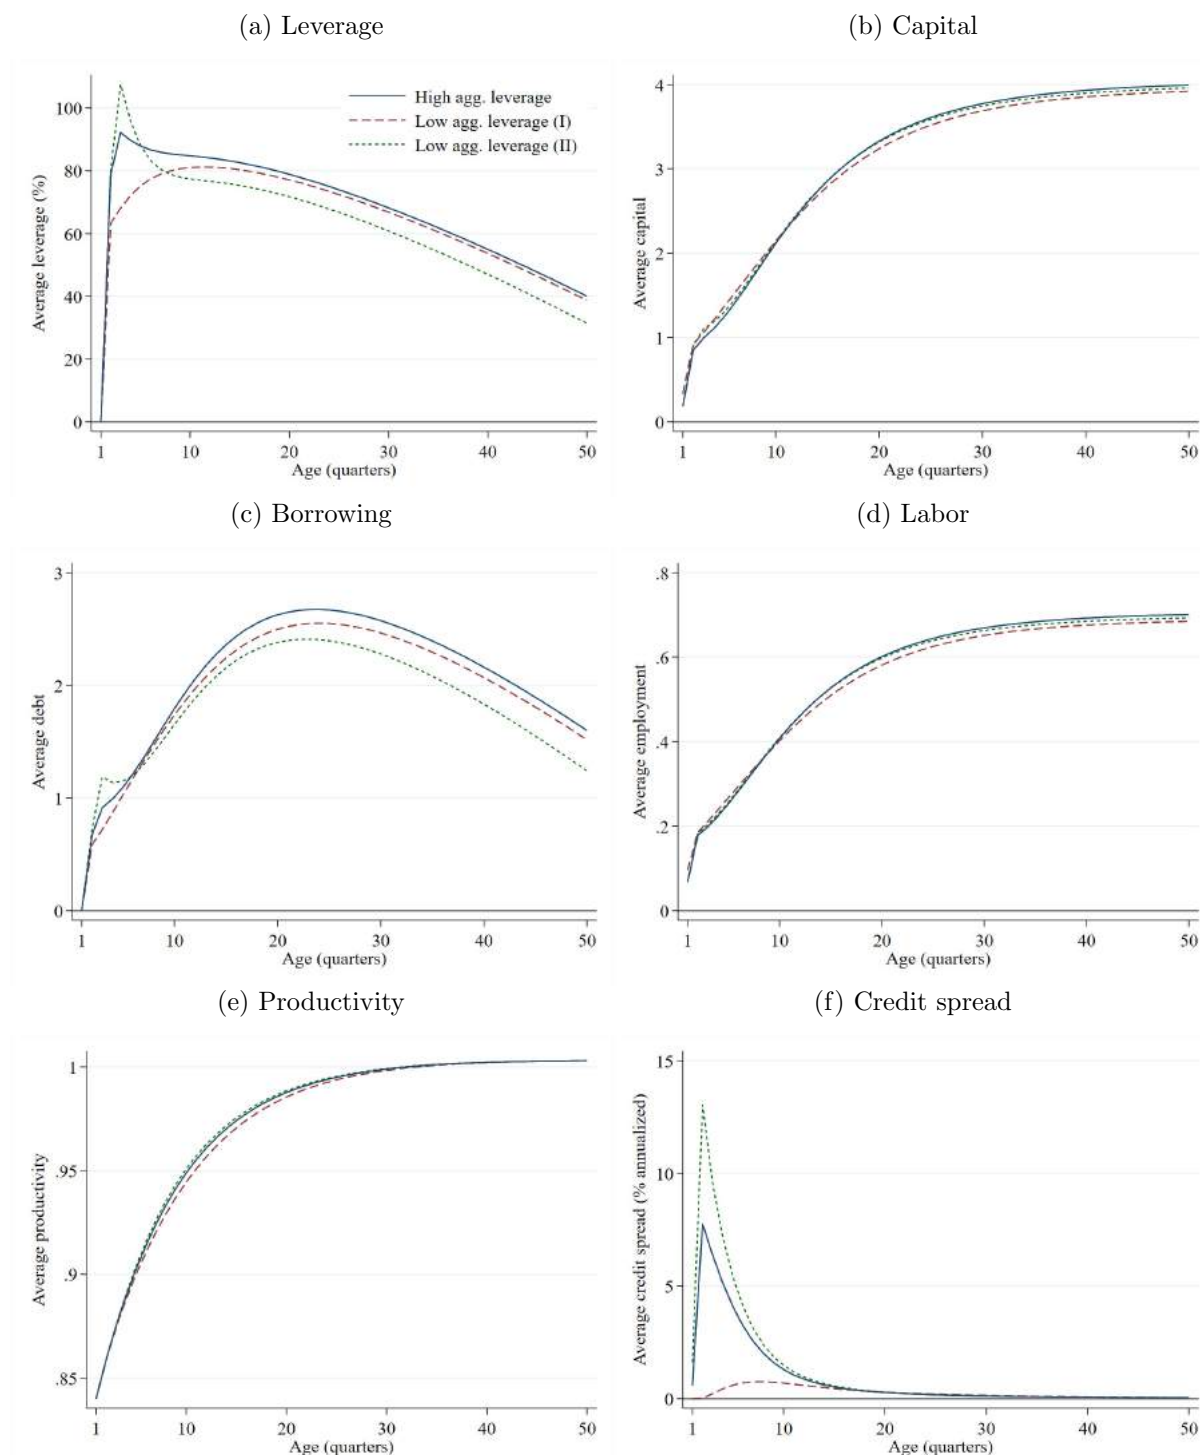 (a) Leverage
Average leverage (%)
100
80
60
40
20
0
High agg. leverage
Low agg. leverage (I)
Low agg. leverage (II)
1 10 20 30 40 50
Age (quarters)
(b) Capital
Average capital
4
3
2
1
0
1 10 20 30 40 50
Age (quarters)
(c) Borrowing
Average debt
3
2
1
0
1 10 20 30 40 50
Age (quarters)
(d) Labor
Average employment
.8
.6
.4
.2
0
1 10 20 30 40 50
Age (quarters)
(e) Productivity
Average productivity
1
.95
.9
.85
1 10 20 30 40 50
Age (quarters)
(f) Credit spread
Average credit spread (% annualized)
15
10
5
0
1 10 20 30 40 50
Age (quarters)